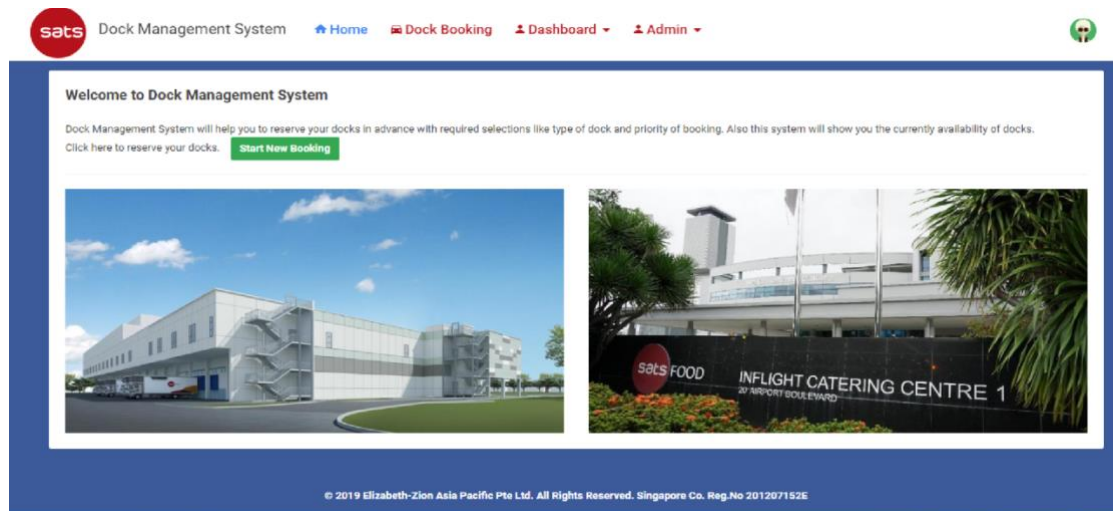 sats Dock Management System Home Dock Booking Dashboard Admin
Welcome to Dock Management System
Dock Management System will help you to reserve your docks in advance with required selections like type of dock and priority of booking. Also this system will show you the currently availability of docks.
Click here to reserve your docks. Start New Booking
sats FOOD INFLIGHT CATERING CENTRE 1
20 AIRPORT BOULEVARD
© 2019 Elizabeth-Zion Asia Pacific Pte Ltd. All Rights Reserved. Singapore Co. Reg.No 201207152E